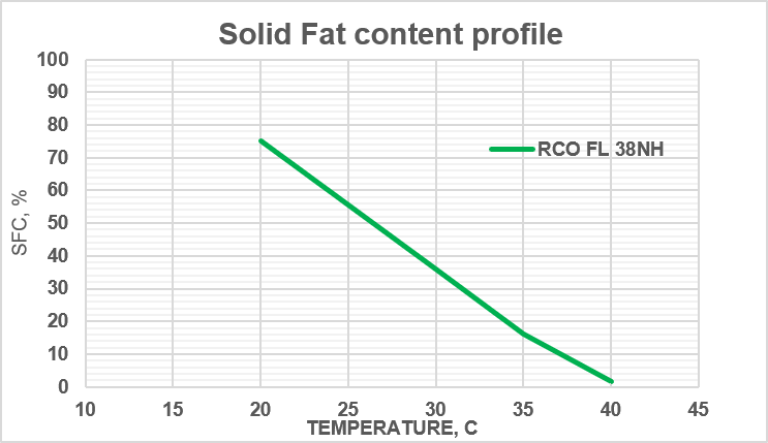 Solid Fat content profile
100
90
80
70
60
50
40
30
20
10
0
SFC, %
RCO FL 38NH
10 15 20 25 30 35 40 45
TEMPERATURE, C